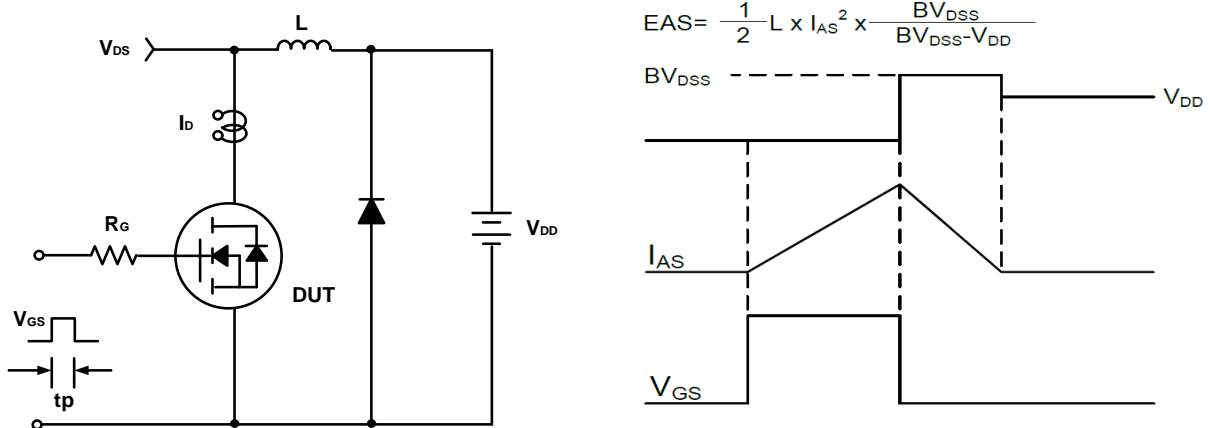 L
VDS
ID
RG
VDD
DUT
VGS
tp
EAS= 1/2 L x IAS² x BVDSS/BVDSS-VDD
BVDSS
VDD
IAS
VGS